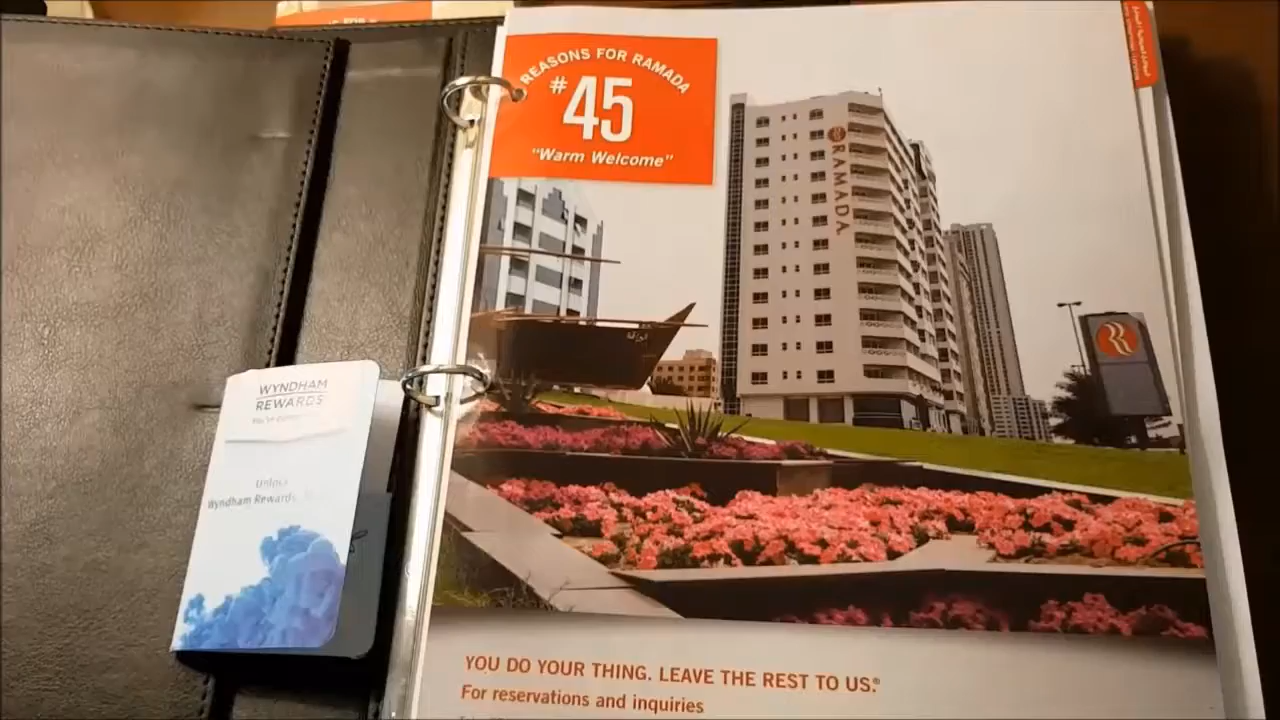 REASONS FOR RAMADA
#45
"Warm Welcome"
RAMADA
WYNDHAM
REWARDS
Unlock
Wyndham Rewards
YOU DO YOUR THING. LEAVE THE REST TO US.®
For reservations and inquiries